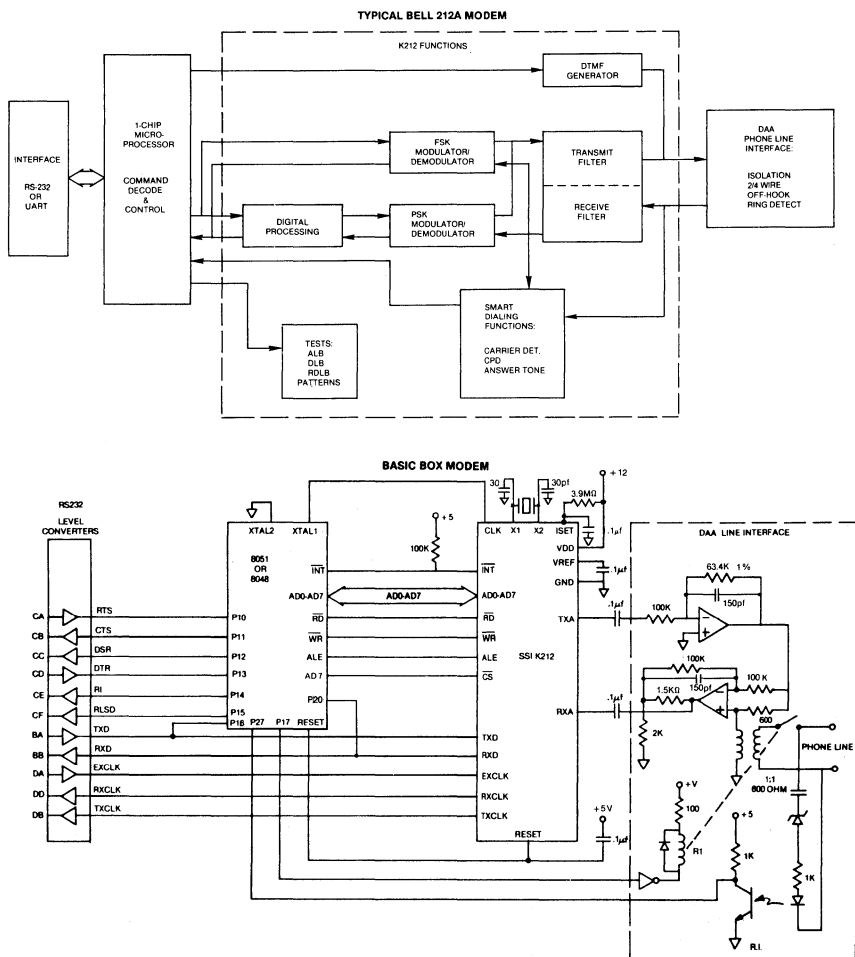 TYPICAL BELL 212A MODEM
K212 FUNCTIONS
DTMF
GENERATOR
1-CHIP
MICRO-
PROCESSOR
COMMAND
DECODE
&
CONTROL
INTERFACE
RS-232
OR
UART
FSK
MODULATOR/
DEMODULATOR
TRANSMIT
FILTER
RECEIVE
FILTER
DAA
PHONE LINE
INTERFACE:
ISOLATION
2/4 WIRE
OFF-HOOK
RING DETECT
DIGITAL
PROCESSING
PSK
MODULATOR/
DEMODULATOR
SMART
DIALING
FUNCTIONS:
CARRIER DET.
CPD
ANSWER TONE
TESTS:
ALB
DLB
RDLB
PATTERNS
BASIC BOX MODEM
RS232
LEVEL
CONVERTERS
CA RTS
CB CTS
CC DSR
CD DTR
CE RI
CF RLSD
BA TXD
BB RXD
DA EXCLK
DD RXCLK
DB TXCLK
XTAL2 XTAL1
8051
OR
8048
INT
AD0-AD7
RD
WR
ALE
AD7
P20
P10
P11
P12
P13
P14
P15
P16
P27 P17 RESET
+5
100K
AD0-AD7
30
30pf
3.9MΩ
+12
.1µf
CLK X1 X2 ISET
VDD
VREF
.1µf
GND
INT
AD0-AD7
RD
WR
ALE
CS
SSI K212
TXA
RXA
TXD
RXD
EXCLK
RXCLK
TXCLK
RESET
.1µf
.1µf
+5V
.1µf
DAA LINE INTERFACE
63.4K 1%
150pf
100K
100K
150pf
1.5KΩ
100K
600
2K
PHONE LINE
1:1
600 OHM
+V
100
R1
+5
1K
1K
R.I.